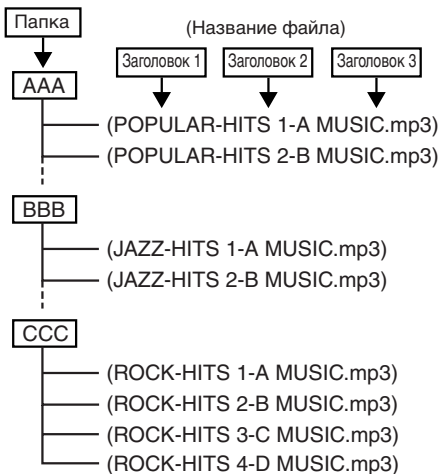 Папка
(Название файла)
Заголовок 1 Заголовок 2 Заголовок 3
AAA
(POPULAR-HITS 1-A MUSIC.mp3)
(POPULAR-HITS 2-B MUSIC.mp3)
BBB
(JAZZ-HITS 1-A MUSIC.mp3)
(JAZZ-HITS 2-B MUSIC.mp3)
CCC
(ROCK-HITS 1-A MUSIC.mp3)
(ROCK-HITS 2-B MUSIC.mp3)
(ROCK-HITS 3-C MUSIC.mp3)
(ROCK-HITS 4-D MUSIC.mp3)